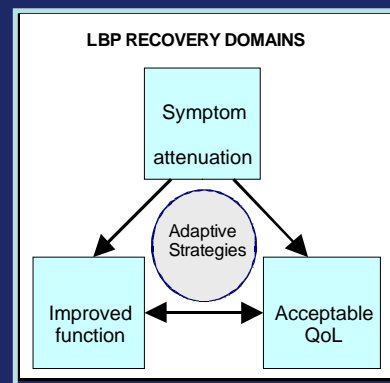 LBP RECOVERY DOMAINS
Symptom
attenuation
Adaptive
Strategies
Improved
function
Acceptable
QoL